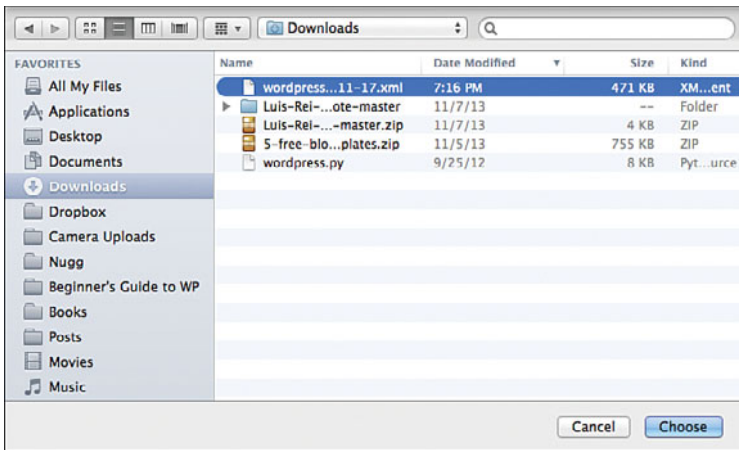 Downloads
FAVORITES
All My Files
Applications
Desktop
Documents
Downloads
Dropbox
Camera Uploads
Nugg
Beginner's Guide to WP
Books
Posts
Movies
Music
Name Date Modified Size Kind
wordpress...11-17.xml 7:16 PM 471 KB XM...ent
Luis-Rei-...ote-master 11/7/13 -- Folder
Luis-Rei-...-master.zip 11/7/13 4 KB ZIP
5-free-blo...plates.zip 11/5/13 755 KB ZIP
wordpress.py 9/25/12 8 KB Pyt...urce
Cancel Choose